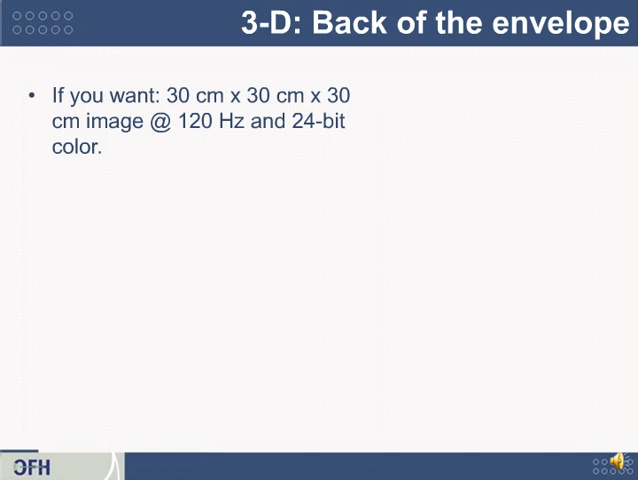 3-D: Back of the envelope
• If you want: 30 cm x 30 cm x 30
cm image @ 120 Hz and 24-bit
color.
OFH